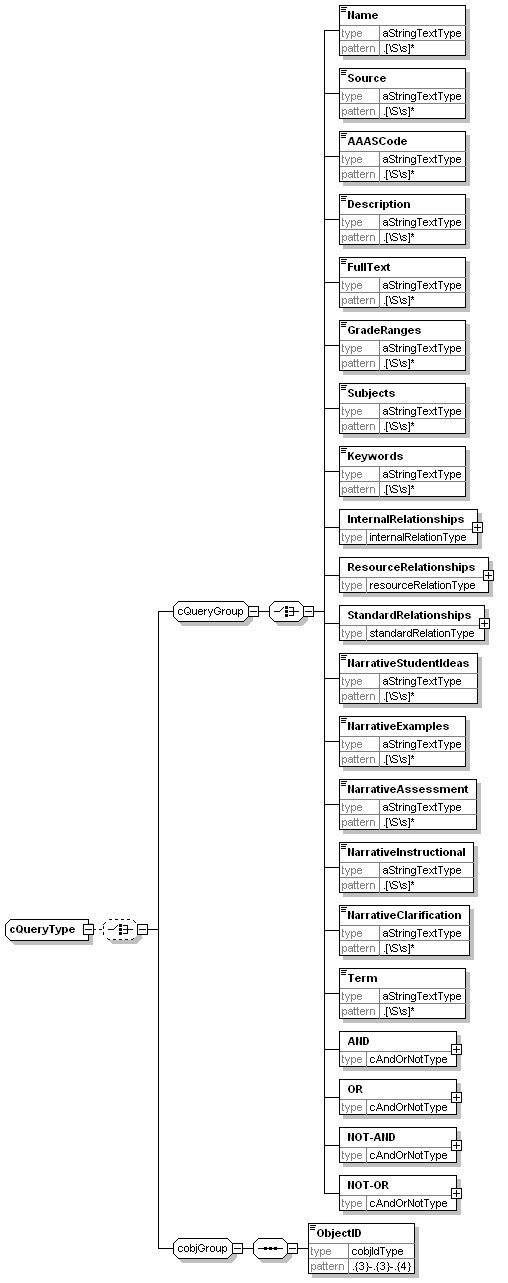 Name
type aStringTextType
pattern .[\S\s]*
Source
type aStringTextType
pattern .[\S\s]*
AAASCode
type aStringTextType
pattern .[\S\s]*
Description
type aStringTextType
pattern .[\S\s]*
FullText
type aStringTextType
pattern .[\S\s]*
GradeRanges
type aStringTextType
pattern .[\S\s]*
Subjects
type aStringTextType
pattern .[\S\s]*
Keywords
type aStringTextType
pattern .[\S\s]*
InternalRelationships
type internalRelationType
ResourceRelationships
type resourceRelationType
cQueryGroup
StandardRelationships
type standardRelationType
NarrativeStudentIdeas
type aStringTextType
pattern .[\S\s]*
NarrativeExamples
type aStringTextType
pattern .[\S\s]*
NarrativeAssessment
type aStringTextType
pattern .[\S\s]*
NarrativeInstructional
type aStringTextType
pattern .[\S\s]*
NarrativeClarification
type aStringTextType
pattern .[\S\s]*
cQueryType
Term
type aStringTextType
pattern .[\S\s]*
AND
type cAndOrNotType
OR
type cAndOrNotType
NOT-AND
type cAndOrNotType
NOT-OR
type cAndOrNotType
cobjGroup
ObjectID
type cobjIdType
pattern .{3}-.{3}-.{4}